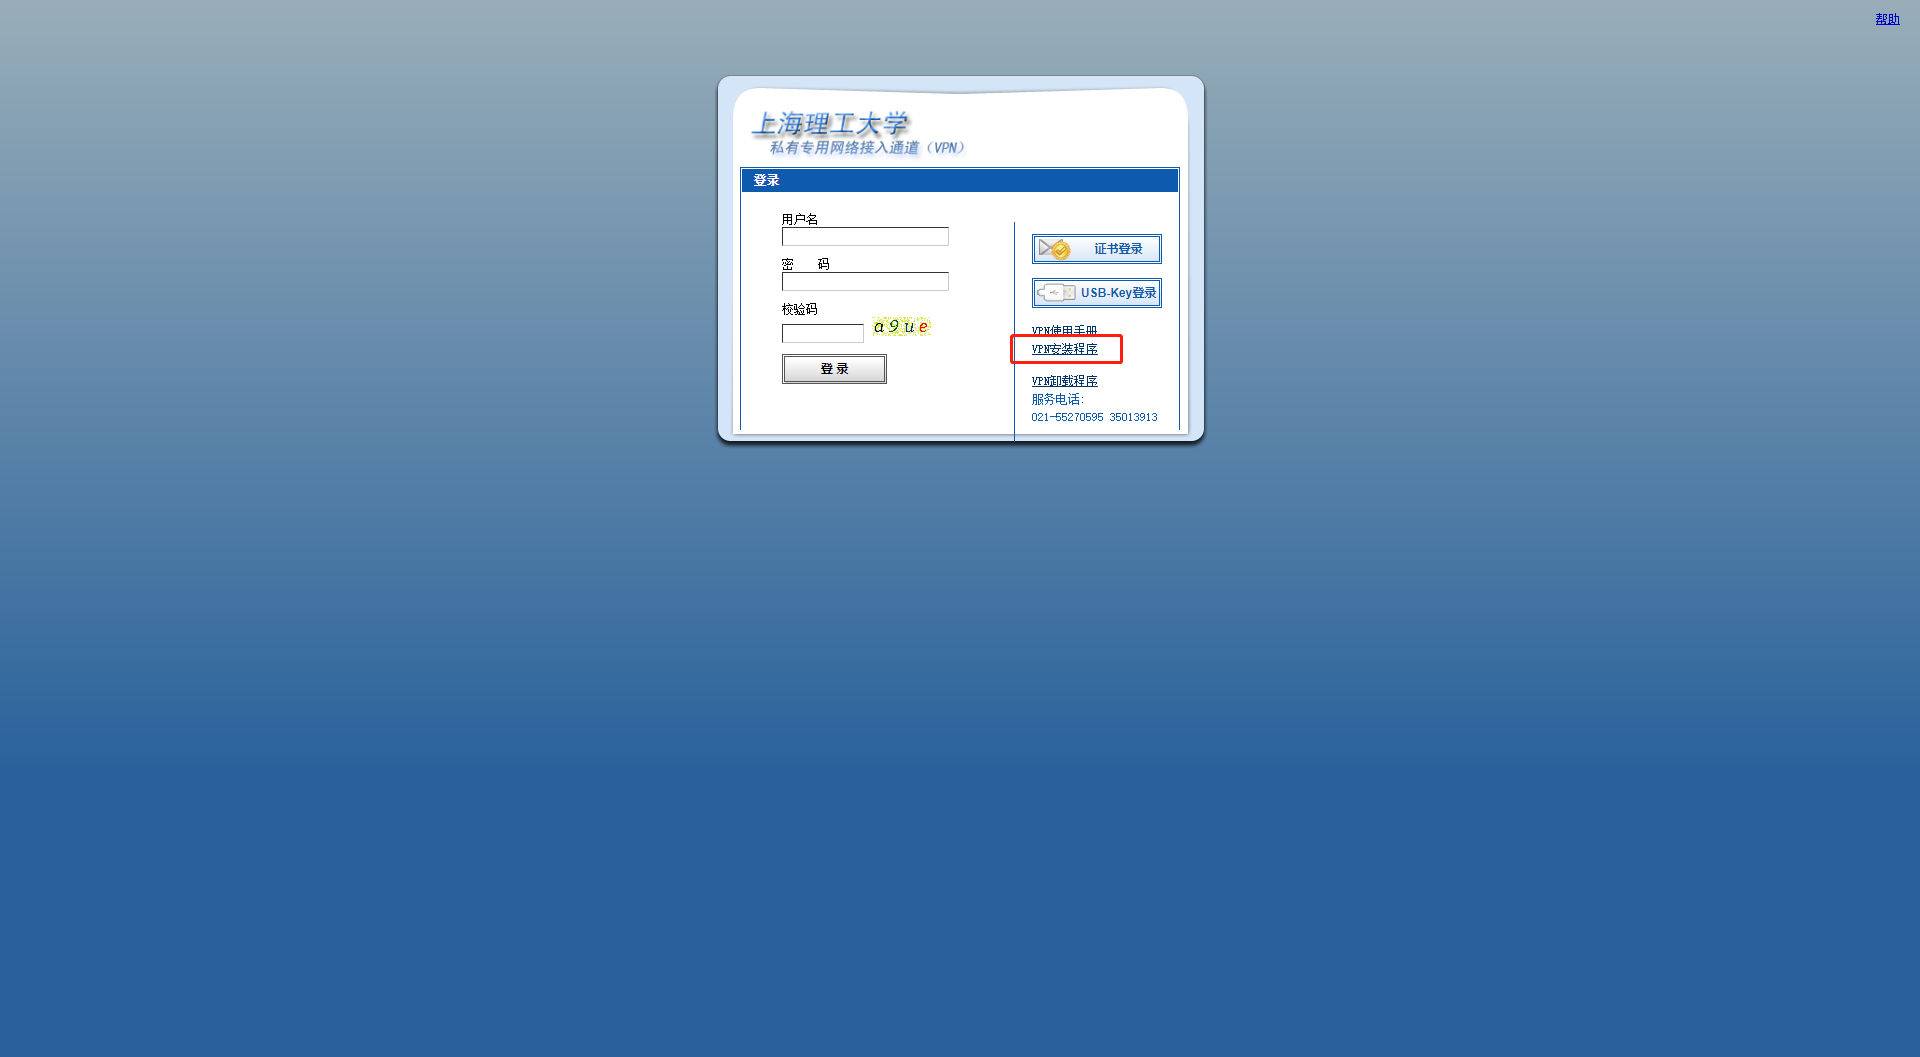 帮助
上海理工大学
私有专用网络接入通道（VPN）
登录
用户名
密 码
校验码
a9ue
登 录
证书登录
USB-Key登录
VPN使用手册
VPN安装程序
VPN卸载程序
服务电话:
021-55270595 35013913